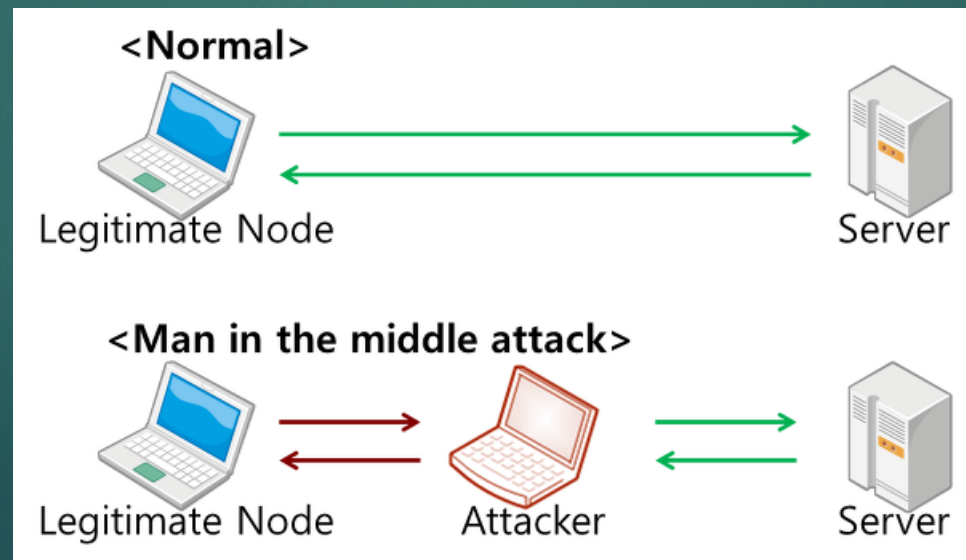 <Normal>
Legitimate Node
Server
<Man in the middle attack>
Legitimate Node
Attacker
Server